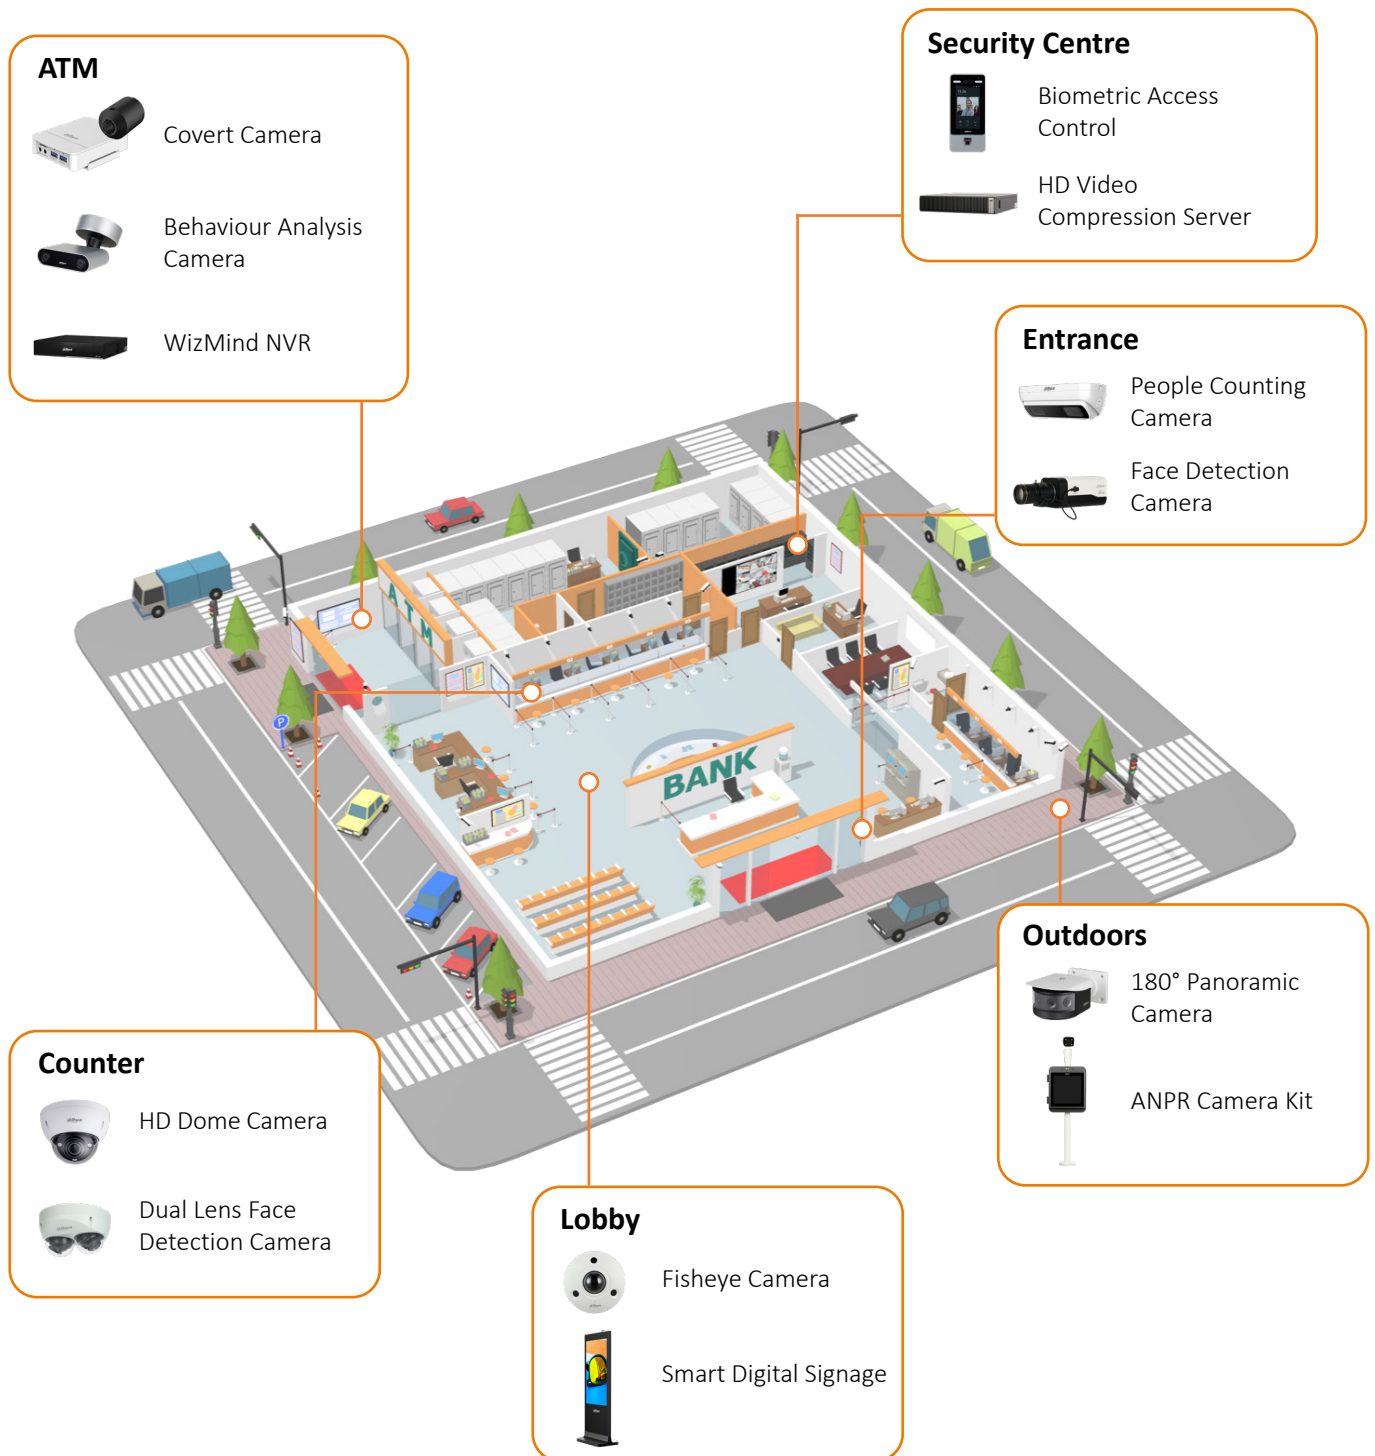 ATM
Covert Camera
Behaviour Analysis
Camera
WizMind NVR
Security Centre
Biometric Access
Control
HD Video
Compression Server
Entrance
People Counting
Camera
Face Detection
Camera
ATM
P
BANK
Outdoors
180° Panoramic
Camera
ANPR Camera Kit
Counter
HD Dome Camera
Dual Lens Face
Detection Camera
Lobby
Fisheye Camera
Smart Digital Signage